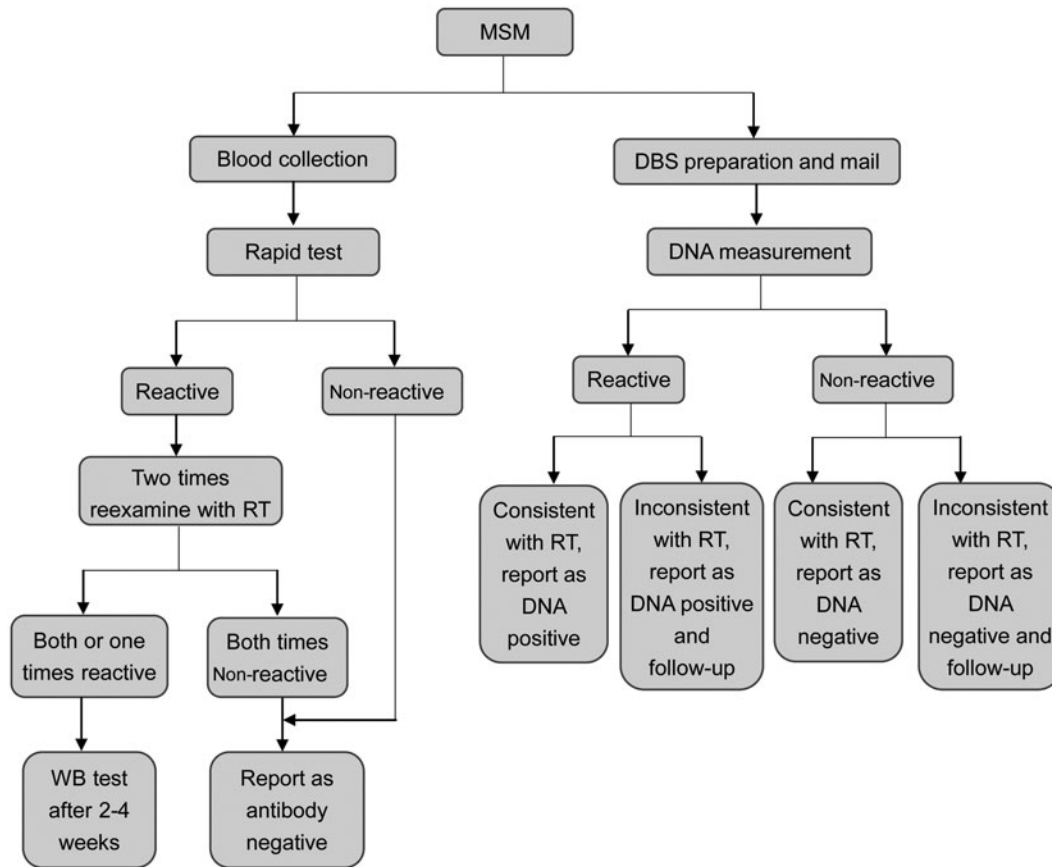 MSM
Blood collection
DBS preparation and mail
Rapid test
DNA measurement
Reactive
Non-reactive
Reactive
Non-reactive
Two times
reexamine with RT
Consistent
with RT,
report as
DNA
positive
Inconsistent
with RT,
report as
DNA positive
and
follow-up
Consistent
with RT,
report as
DNA
negative
Inconsistent
with RT,
report as
DNA
negative and
follow-up
Both or one
times reactive
Both times
Non-reactive
WB test
after 2-4
weeks
Report as
antibody
negative